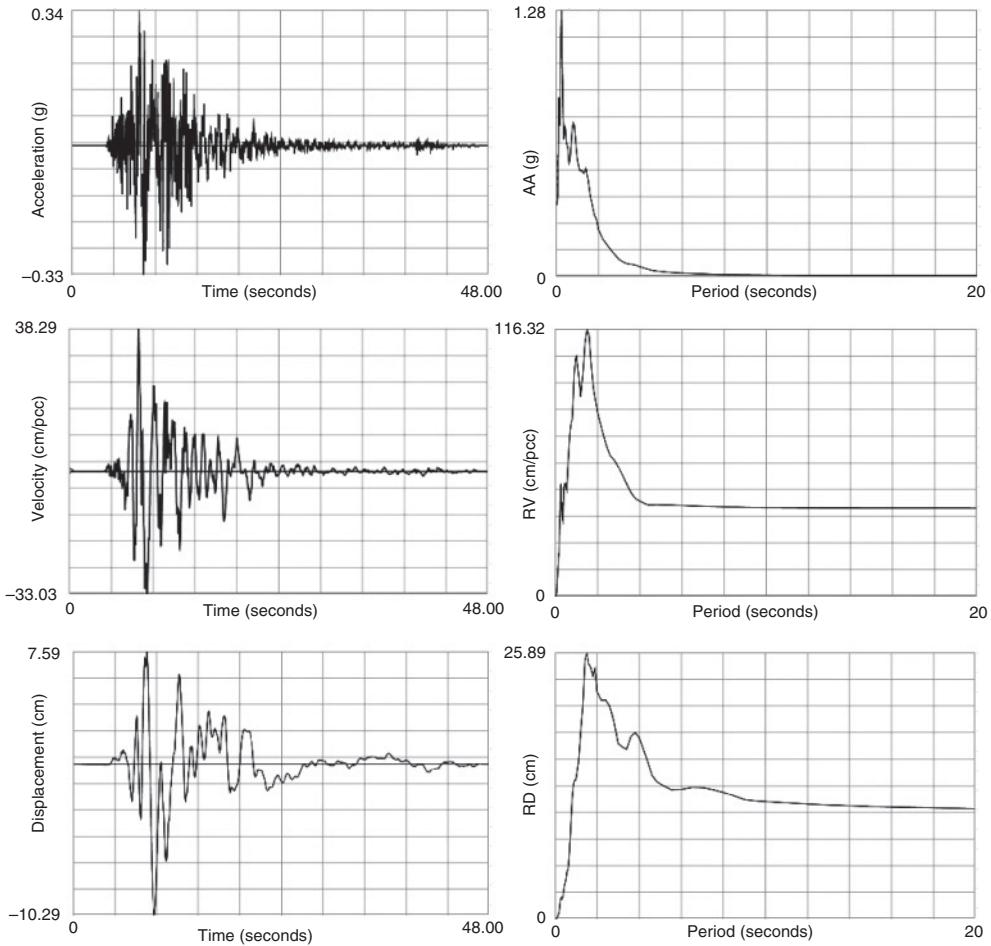 0.34
Acceleration (g)
−0.33
0
Time (seconds)
48.00
1.28
AA (g)
0
0
Period (seconds)
20
38.29
Velocity (cm/pcc)
−33.03
0
Time (seconds)
48.00
116.32
RV (cm/pcc)
0
0
Period (seconds)
20
7.59
Displacement (cm)
−10.29
0
Time (seconds)
48.00
25.89
RD (cm)
0
0
Period (seconds)
20